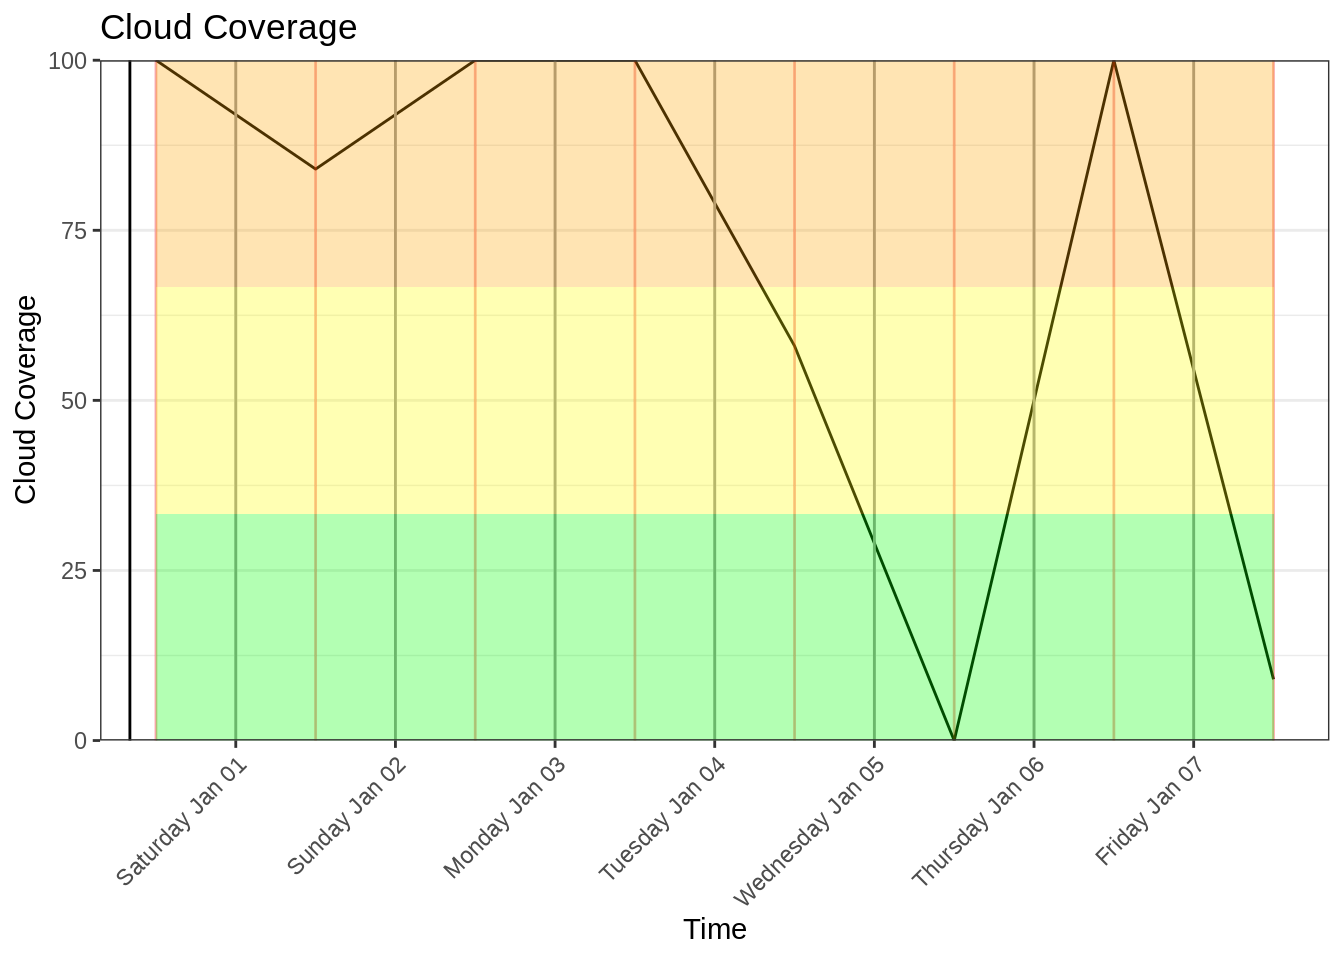 Cloud Coverage
Cloud Coverage
100
75
50
25
0
Saturday Jan 01
Sunday Jan 02
Monday Jan 03
Tuesday Jan 04
Wednesday Jan 05
Thursday Jan 06
Friday Jan 07
Time